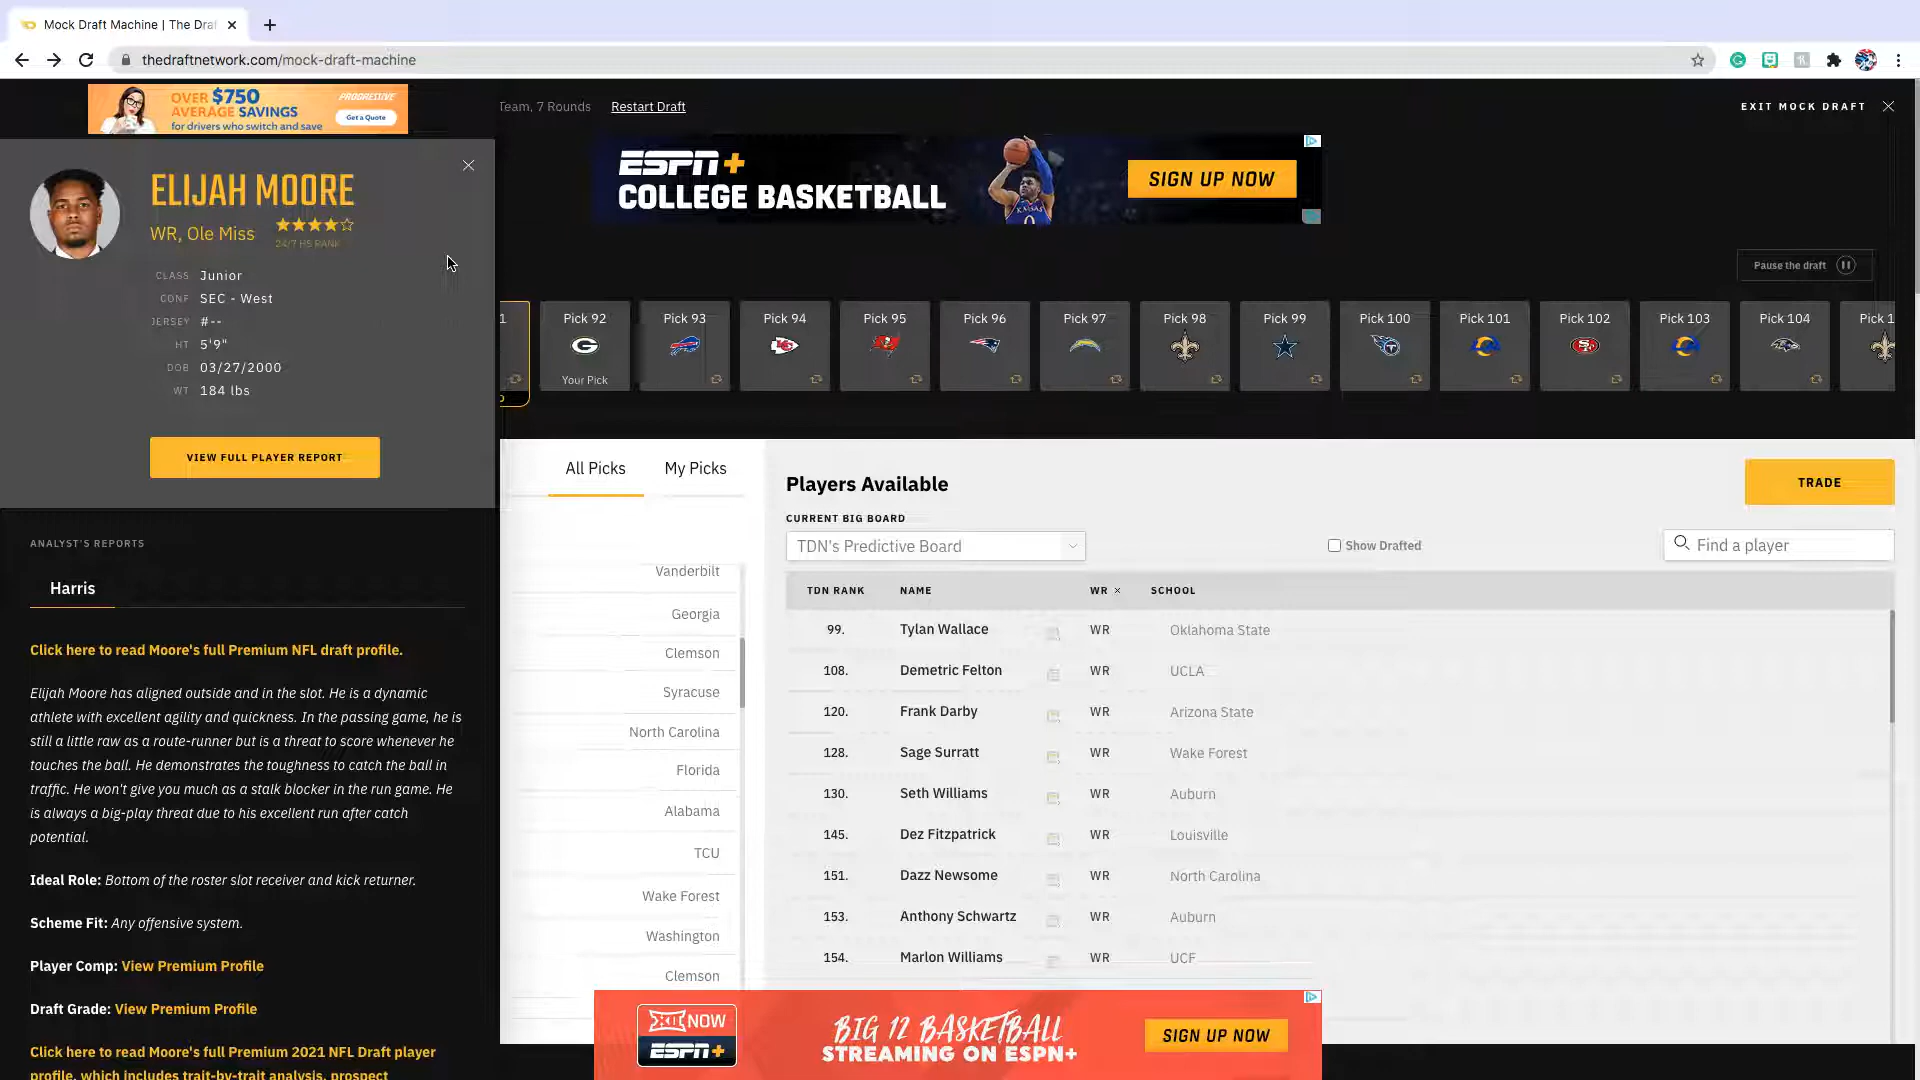 Mock Draft Machine | The Dra
thedraftnetwork.com/mock-draft-machine
OVER $750
AVERAGE SAVINGS
for drivers who switch and save
PROGRESSIVE
Get a Quote
Team, 7 Rounds
Restart Draft
EXIT MOCK DRAFT
ESPN+
COLLEGE BASKETBALL
KANSAS
SIGN UP NOW
ELIJAH MOORE
WR, Ole Miss
24/7 HS RANK
CLASS Junior
CONF SEC - West
JERSEY #--
HT 5'9"
DOB 03/27/2000
WT 184 lbs
VIEW FULL PLAYER REPORT
Pause the draft
1
Pick 92
Your Pick
Pick 93
Pick 94
Pick 95
Pick 96
Pick 97
Pick 98
Pick 99
Pick 100
Pick 101
Pick 102
Pick 103
Pick 104
Pick 1
ANALYST'S REPORTS
Harris
Click here to read Moore's full Premium NFL draft profile.
Elijah Moore has aligned outside and in the slot. He is a dynamic
athlete with excellent agility and quickness. In the passing game, he is
still a little raw as a route-runner but is a threat to score whenever he
touches the ball. He demonstrates the toughness to catch the ball in
traffic. He won't give you much as a stalk blocker in the run game. He
is always a big-play threat due to his excellent run after catch
potential.
Ideal Role: Bottom of the roster slot receiver and kick returner.
Scheme Fit: Any offensive system.
Player Comp: View Premium Profile
Draft Grade: View Premium Profile
Click here to read Moore's full Premium 2021 NFL Draft player
profile, which includes trait-by-trait analysis, prospect
All Picks
My Picks
Vanderbilt
Georgia
Clemson
Syracuse
North Carolina
Florida
Alabama
TCU
Wake Forest
Washington
Clemson
Players Available
TRADE
CURRENT BIG BOARD
TDN's Predictive Board
Show Drafted
Find a player
TDN RANK NAME WR × SCHOOL
99. Tylan Wallace WR Oklahoma State
108. Demetric Felton WR UCLA
120. Frank Darby WR Arizona State
128. Sage Surratt WR Wake Forest
130. Seth Williams WR Auburn
145. Dez Fitzpatrick WR Louisville
151. Dazz Newsome WR North Carolina
153. Anthony Schwartz WR Auburn
154. Marlon Williams WR UCF
XII NOW
ESPN+
BIG 12 BASKETBALL
STREAMING ON ESPN+
SIGN UP NOW